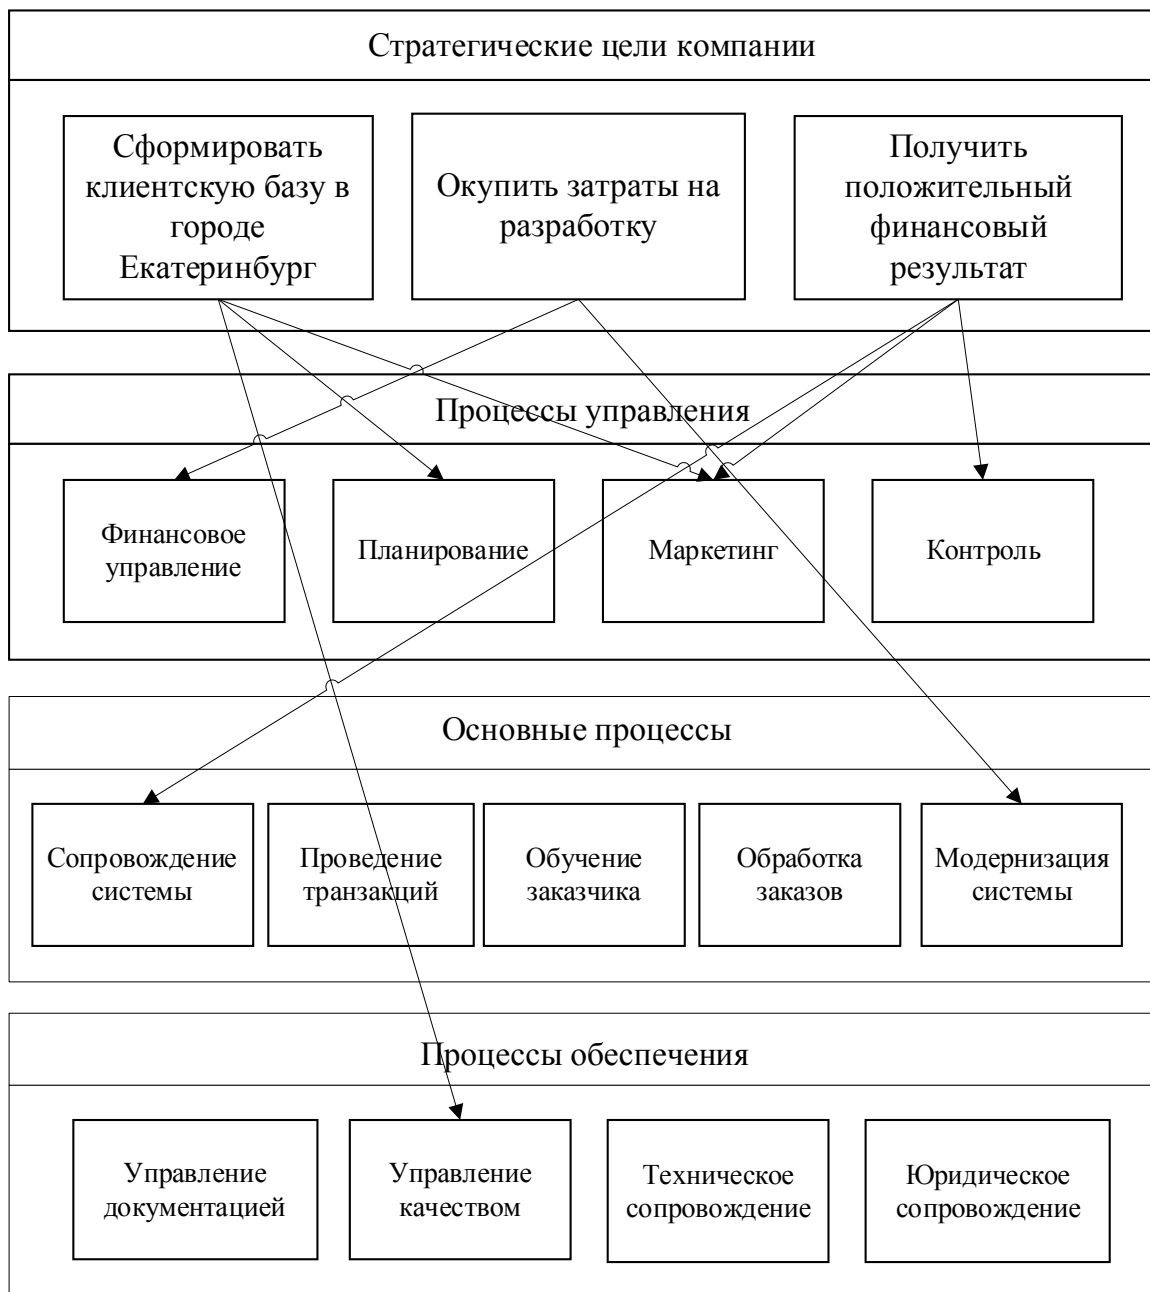 Стратегические цели компании
Сформировать
клиентскую базу в
городе
Екатеринбург
Окупить затраты на
разработку
Получить
положительный
финансовый
результат
Процессы управления
Финансовое
управление
Планирование
Маркетинг
Контроль
Основные процессы
Сопровождение
системы
Проведение
транзакций
Обучение
заказчика
Обработка
заказов
Модернизация
системы
Процессы обеспечения
Управление
документацией
Управление
качеством
Техническое
сопровождение
Юридическое
сопровождение